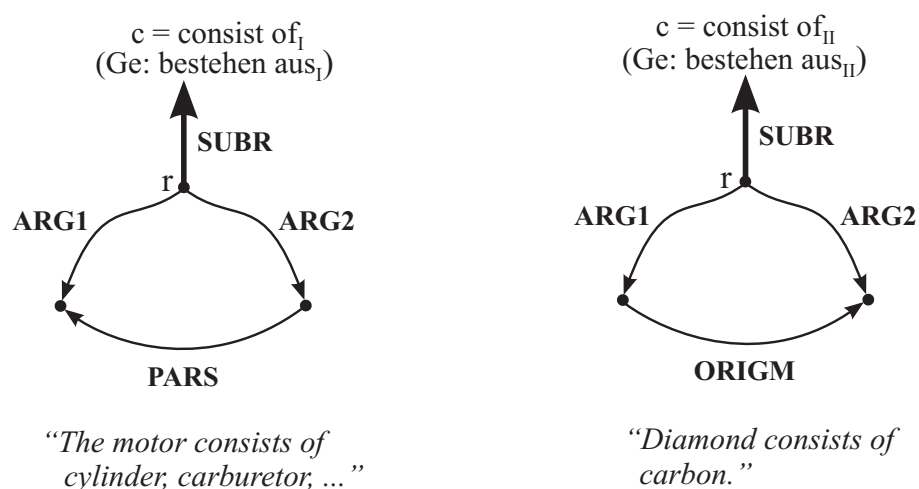 c = consist of_I
(Ge: bestehen aus_I)
SUBR
r
ARG1
ARG2
PARS
“The motor consists of
cylinder, carburetor, ...”
c = consist of_II
(Ge: bestehen aus_II)
SUBR
r
ARG1
ARG2
ORIGM
“Diamond consists of
carbon.”